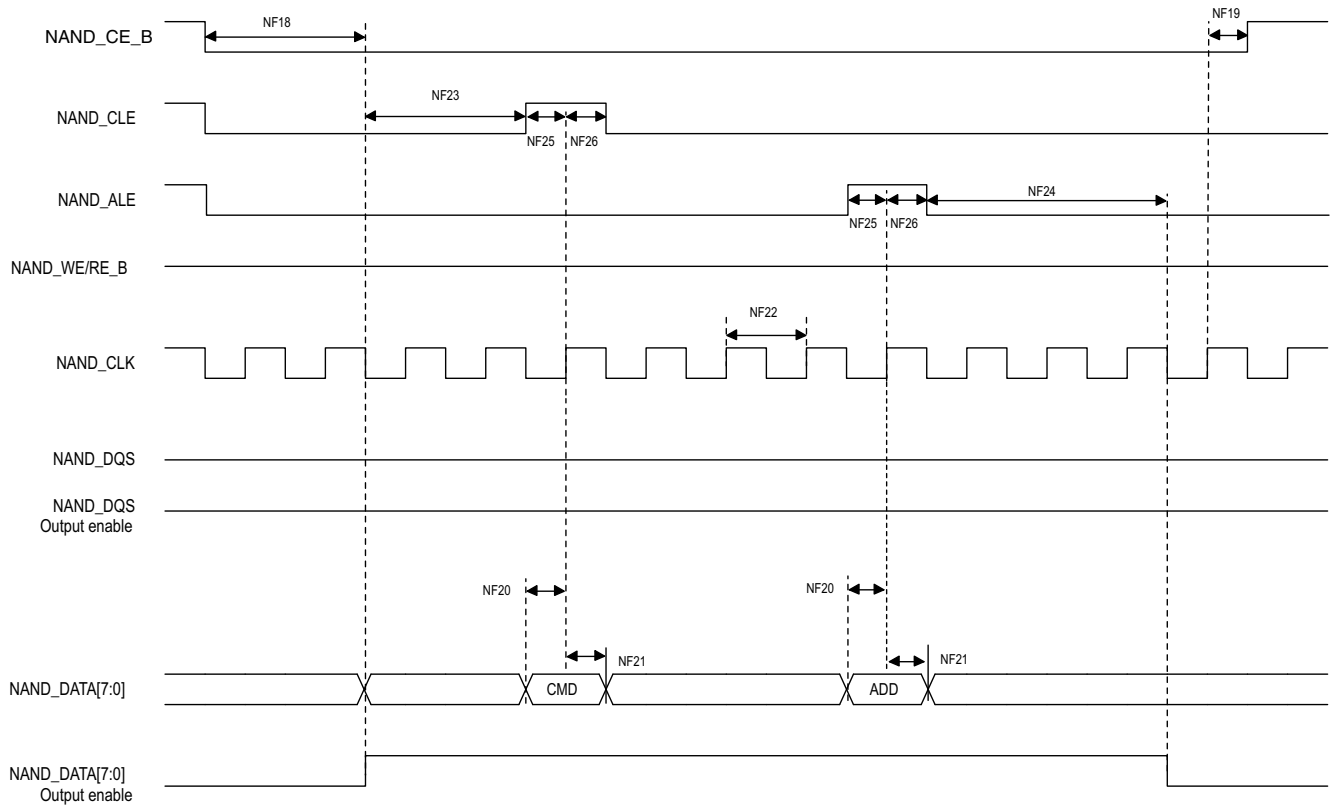 NF18
NF19
NAND_CE_B
NF23
NAND_CLE
NF25 NF26
NF24
NAND_ALE
NF25 NF26
NAND_WE/RE_B
NF22
NAND_CLK
NAND_DQS
NAND_DQS
Output enable
NF20
NF20
NF21
NF21
NAND_DATA[7:0]
CMD
ADD
NAND_DATA[7:0]
Output enable